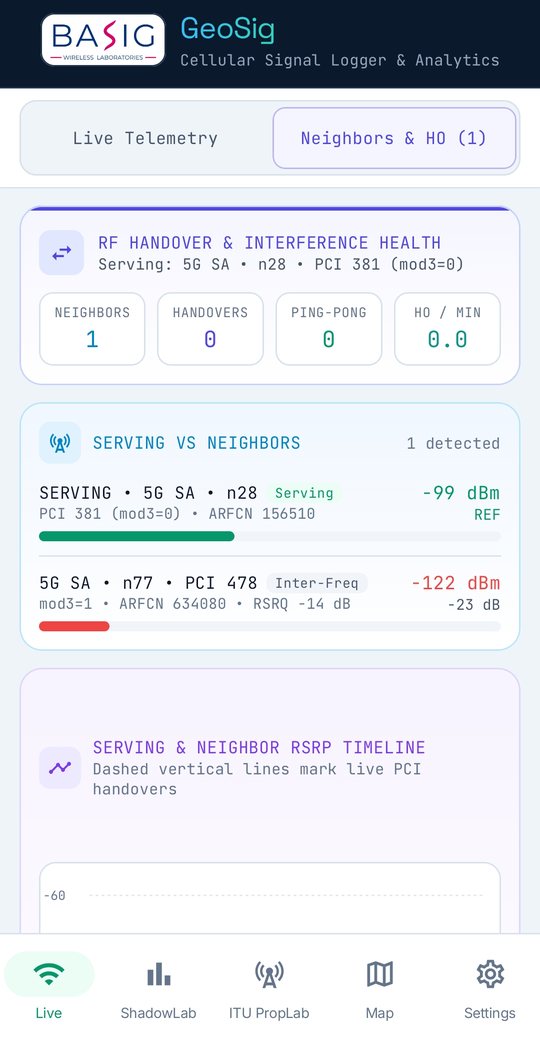 BASIG
WIRELESS LABORATORIES
GeoSig
Cellular Signal Logger & Analytics
Live Telemetry
Neighbors & HO (1)
RF HANDOVER & INTERFERENCE HEALTH
Serving: 5G SA • n28 • PCI 381 (mod3=0)
NEIGHBORS
1
HANDOVERS
0
PING-PONG
0
HO / MIN
0.0
SERVING VS NEIGHBORS
1 detected
SERVING • 5G SA • n28 Serving -99 dBm
PCI 381 (mod3=0) • ARFCN 156510 REF
5G SA • n77 • PCI 478 Inter-Freq -122 dBm
mod3=1 • ARFCN 634080 • RSRQ -14 dB -23 dB
SERVING & NEIGHBOR RSRP TIMELINE
Dashed vertical lines mark live PCI
handovers
-60
Live
ShadowLab
ITU PropLab
Map
Settings